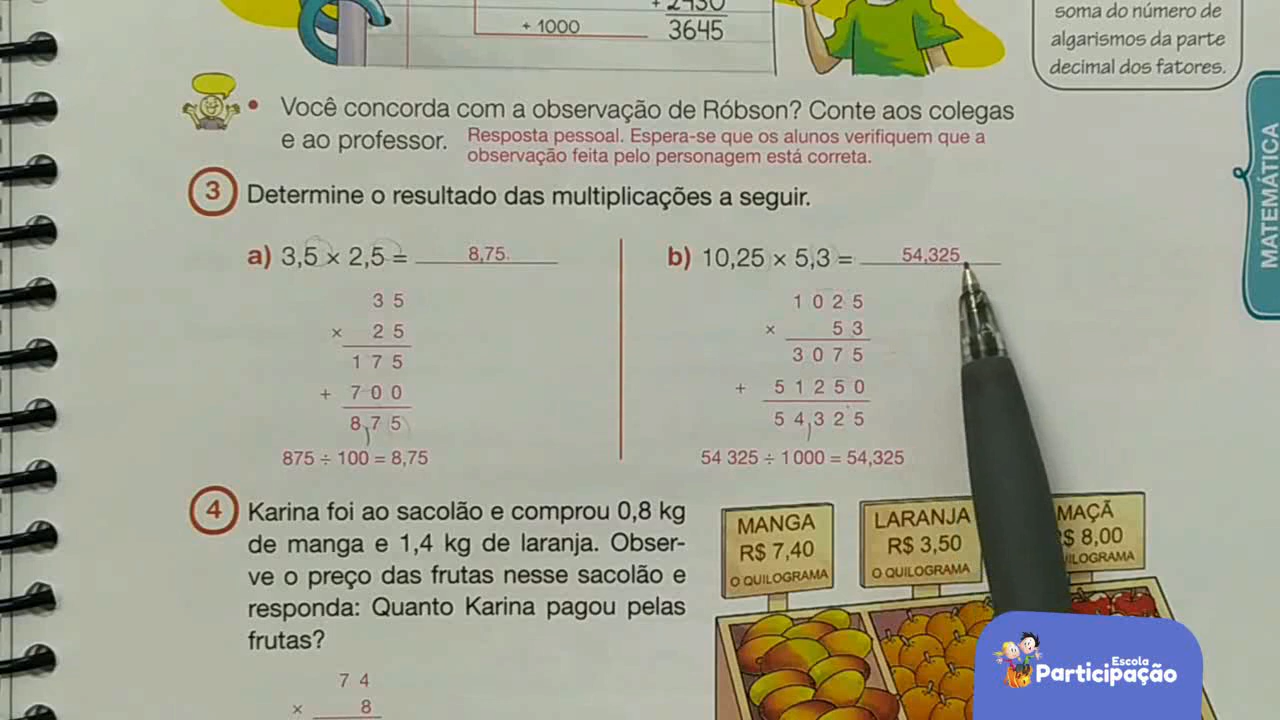 + 2430
+ 1000
3645
soma do número de
algarismos da parte
decimal dos fatores.
MATEMÁTICA
• Você concorda com a observação de Róbson? Conte aos colegas
e ao professor. Resposta pessoal. Espera-se que os alunos verifiquem que a
observação feita pelo personagem está correta.
3 Determine o resultado das multiplicações a seguir.
a) 3,5 × 2,5 = 8,75.
3 5
× 2 5
1 7 5
+ 7 0 0
8,7 5
875 ÷ 100 = 8,75
b) 10,25 × 5,3 = 54,325
1 0 2 5
× 5 3
3 0 7 5
+ 5 1 2 5 0
5 4,3 2 5
54 325 ÷ 1 000 = 54,325
4 Karina foi ao sacolão e comprou 0,8 kg
de manga e 1,4 kg de laranja. Obser-
ve o preço das frutas nesse sacolão e
responda: Quanto Karina pagou pelas
frutas?
7 4
× 8
MANGA
R$ 7,40
O QUILOGRAMA
LARANJA
R$ 3,50
O QUILOGRAMA
MAÇÃ
R$ 8,00
QUILOGRAMA
Escola
Participação